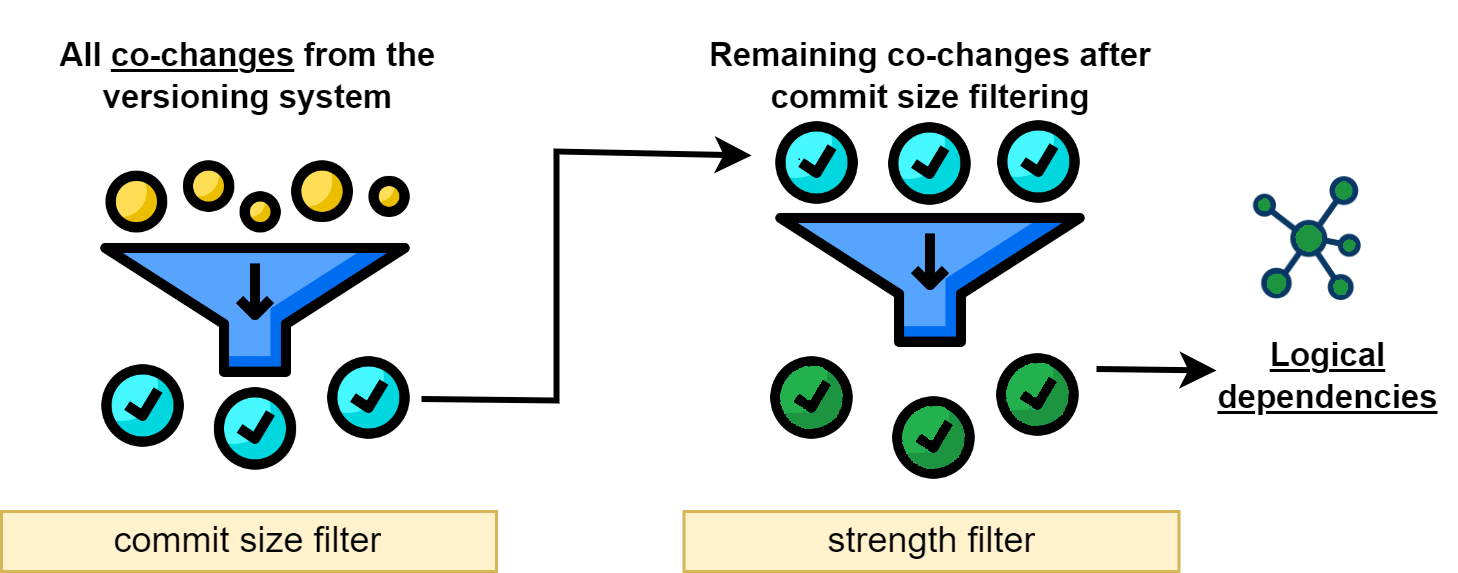 All co-changes from the
versioning system
Remaining co-changes after
commit size filtering
Logical
dependencies
commit size filter
strength filter